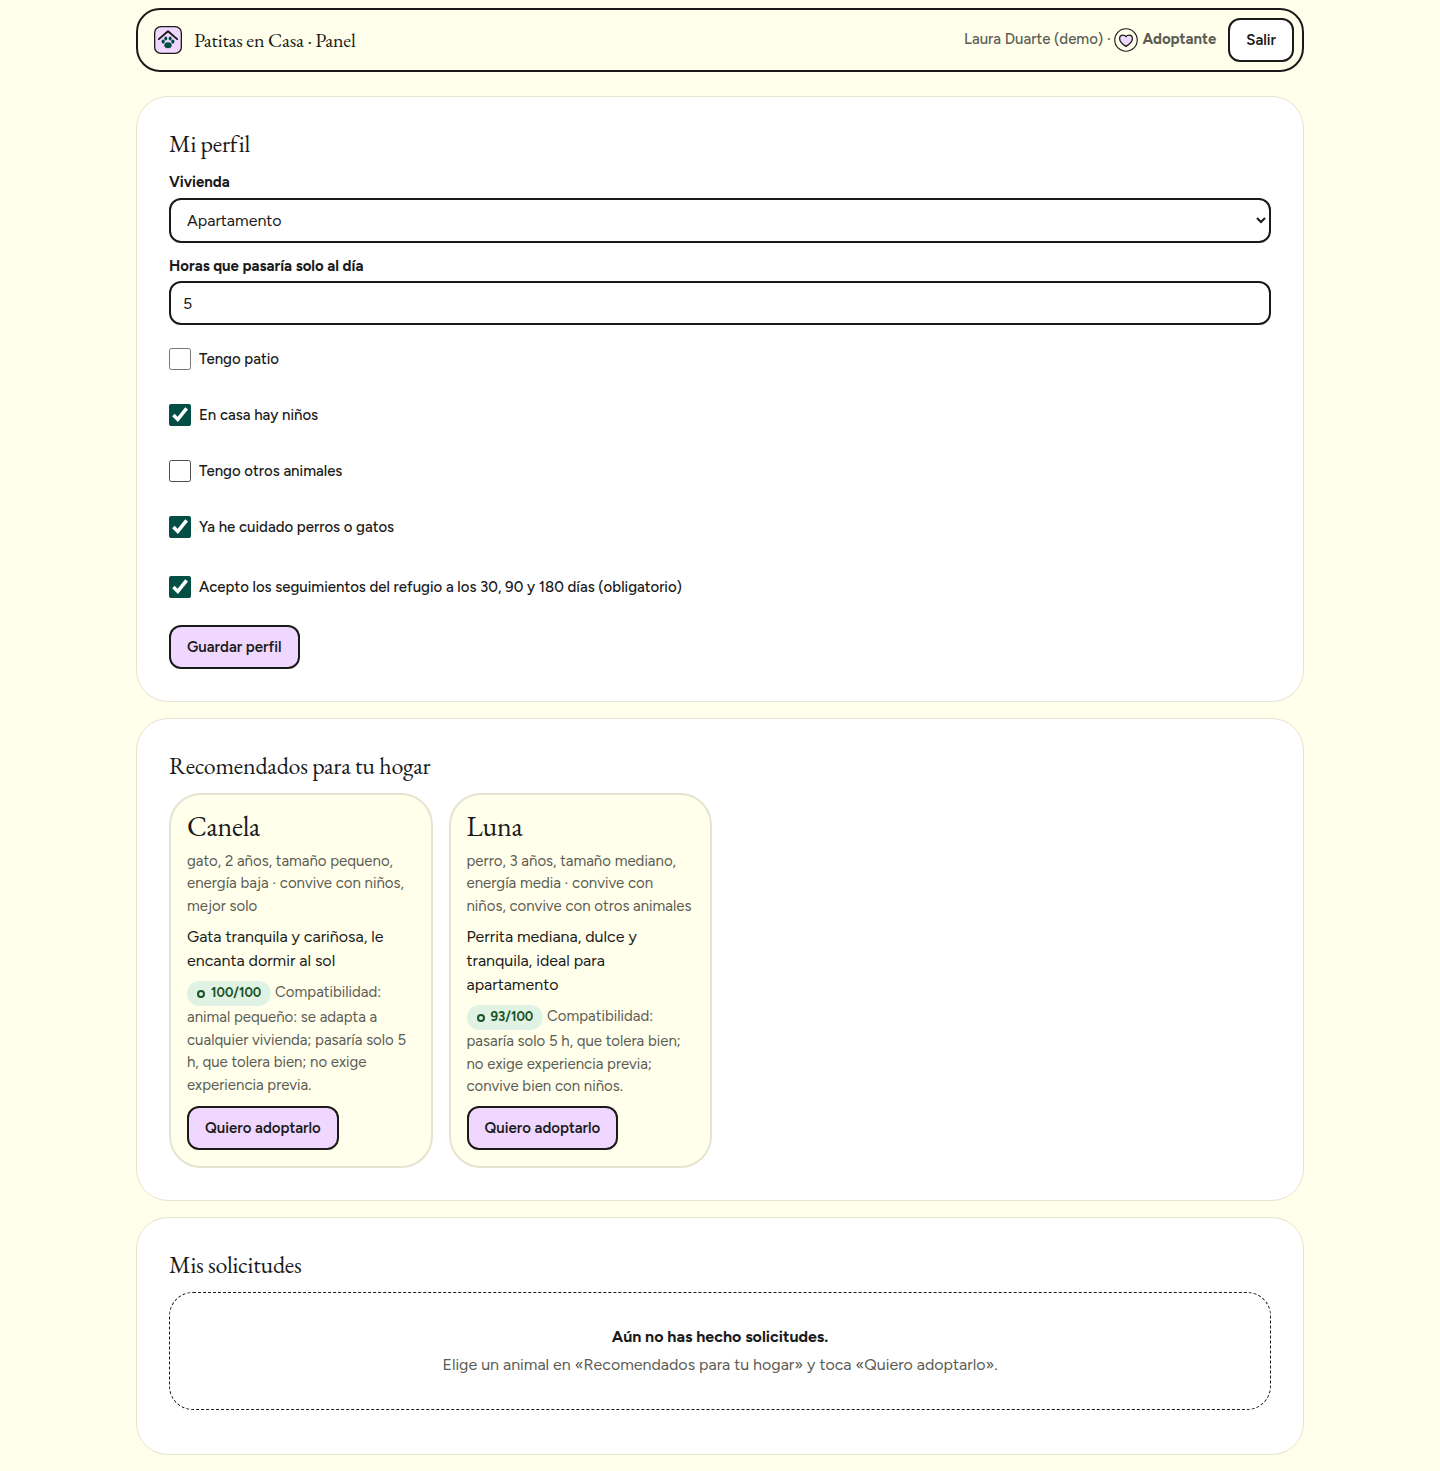 Patitas en Casa · Panel
Laura Duarte (demo) · Adoptante
Salir
Mi perfil
Vivienda
Apartamento
Horas que pasaría solo al día
5
Tengo patio
En casa hay niños
Tengo otros animales
Ya he cuidado perros o gatos
Acepto los seguimientos del refugio a los 30, 90 y 180 días (obligatorio)
Guardar perfil
Recomendados para tu hogar
Canela
gato, 2 años, tamaño pequeno,
energía baja · convive con niños,
mejor solo
Gata tranquila y cariñosa, le
encanta dormir al sol
100/100 Compatibilidad:
animal pequeño: se adapta a
cualquier vivienda; pasaría solo 5
h, que tolera bien; no exige
experiencia previa.
Quiero adoptarlo
Luna
perro, 3 años, tamaño mediano,
energía media · convive con
niños, convive con otros animales
Perrita mediana, dulce y
tranquila, ideal para
apartamento
93/100 Compatibilidad:
pasaría solo 5 h, que tolera bien;
no exige experiencia previa;
convive bien con niños.
Quiero adoptarlo
Mis solicitudes
Aún no has hecho solicitudes.
Elige un animal en «Recomendados para tu hogar» y toca «Quiero adoptarlo».